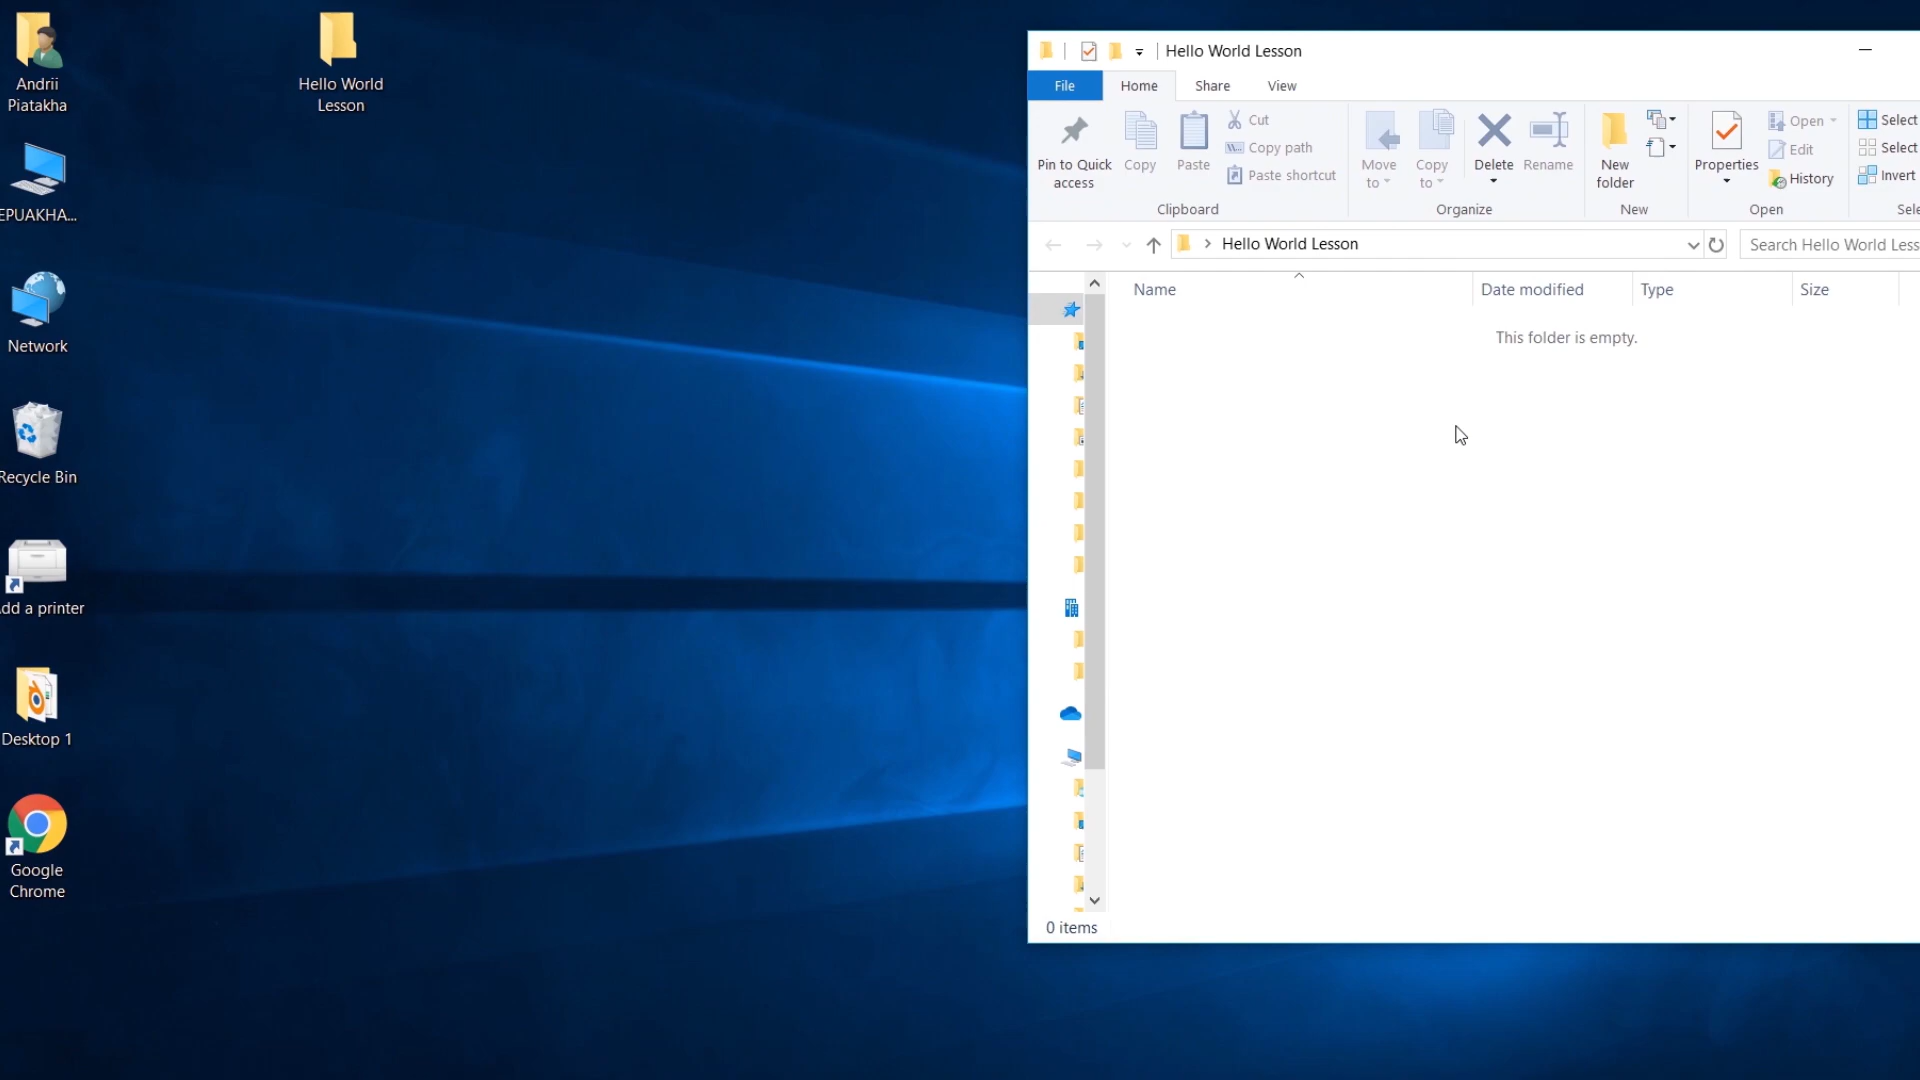 Andrii
Piatakha
EPUAKHA...
Network
Recycle Bin
dd a printer
Desktop 1
Google
Chrome
Hello World
Lesson
Hello World Lesson
File
Home
Share
View
Pin to Quick
access
Copy
Paste
Cut
Copy path
Paste shortcut
Clipboard
Move
to
Copy
to
Delete
Rename
Organize
New
folder
New
Properties
Open
Edit
History
Open
Select
Select
Invert
Sele
Hello World Lesson
Search Hello World Less
Name
Date modified
Type
Size
This folder is empty.
0 items